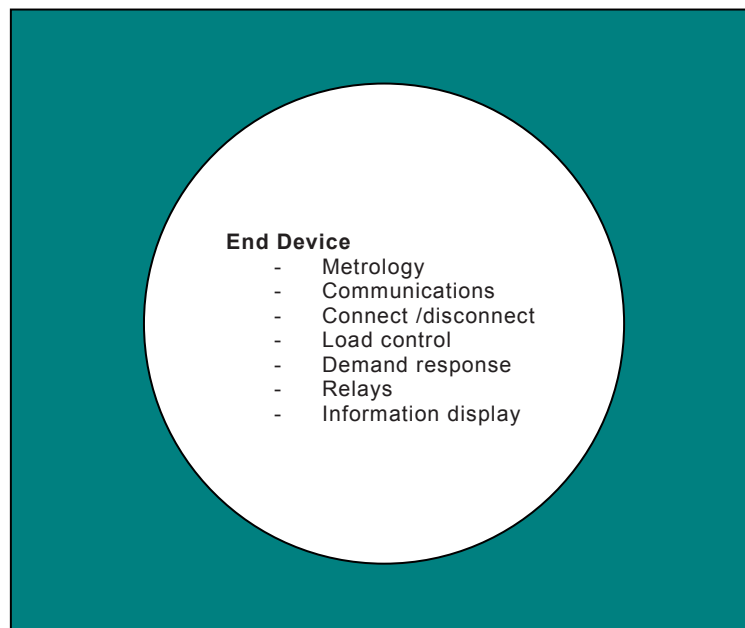 End Device
- Metrology
- Communications
- Connect /disconnect
- Load control
- Demand response
- Relays
- Information display